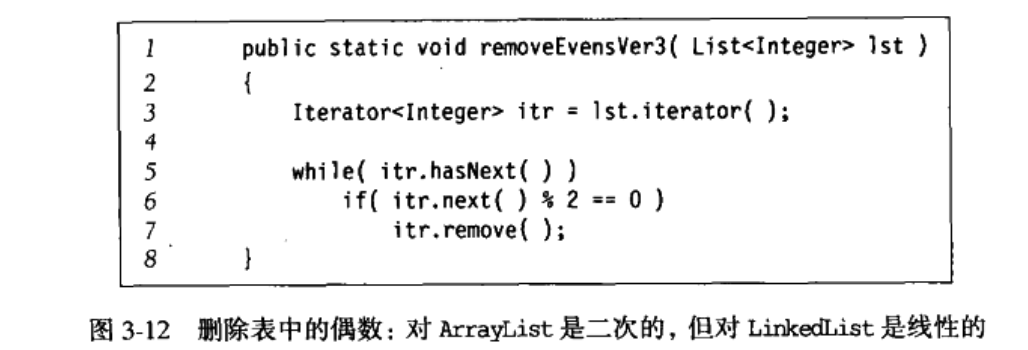 1 public static void removeEvensVer3( List<Integer> lst )
2 {
3 Iterator<Integer> itr = lst.iterator( );
4
5 while( itr.hasNext( ) )
6 if( itr.next( ) % 2 == 0 )
7 itr.remove( );
8 }
图 3-12 删除表中的偶数：对 ArrayList 是二次的，但对 LinkedList 是线性的